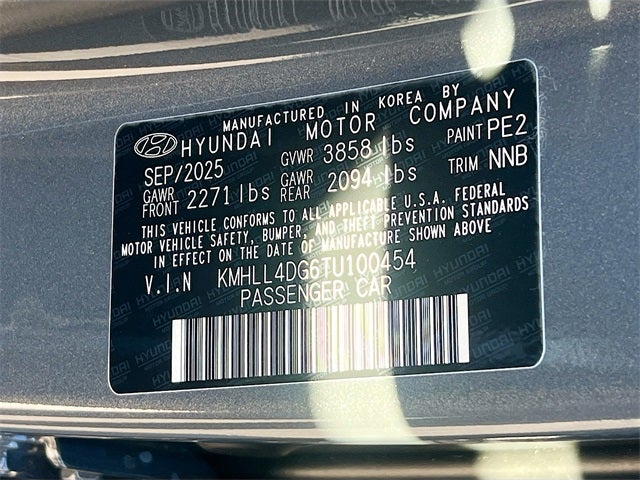 MANUFACTURED IN KOREA BY
HYUNDAI MOTOR COMPANY
SEP/2025 GVWR 3858 lbs PAINT PE2
GAWR FRONT 2271 lbs GAWR REAR 2094 lbs TRIM NNB
THIS VEHICLE CONFORMS TO ALL APPLICABLE U.S.A. FEDERAL
MOTOR VEHICLE SAFETY, BUMPER, AND THEFT PREVENTION STANDARDS
IN EFFECT ON THE DATE OF MANUFACTURE SHOWN ABOVE
V.I.N KMHLL4DG6TU100454
PASSENGER CAR